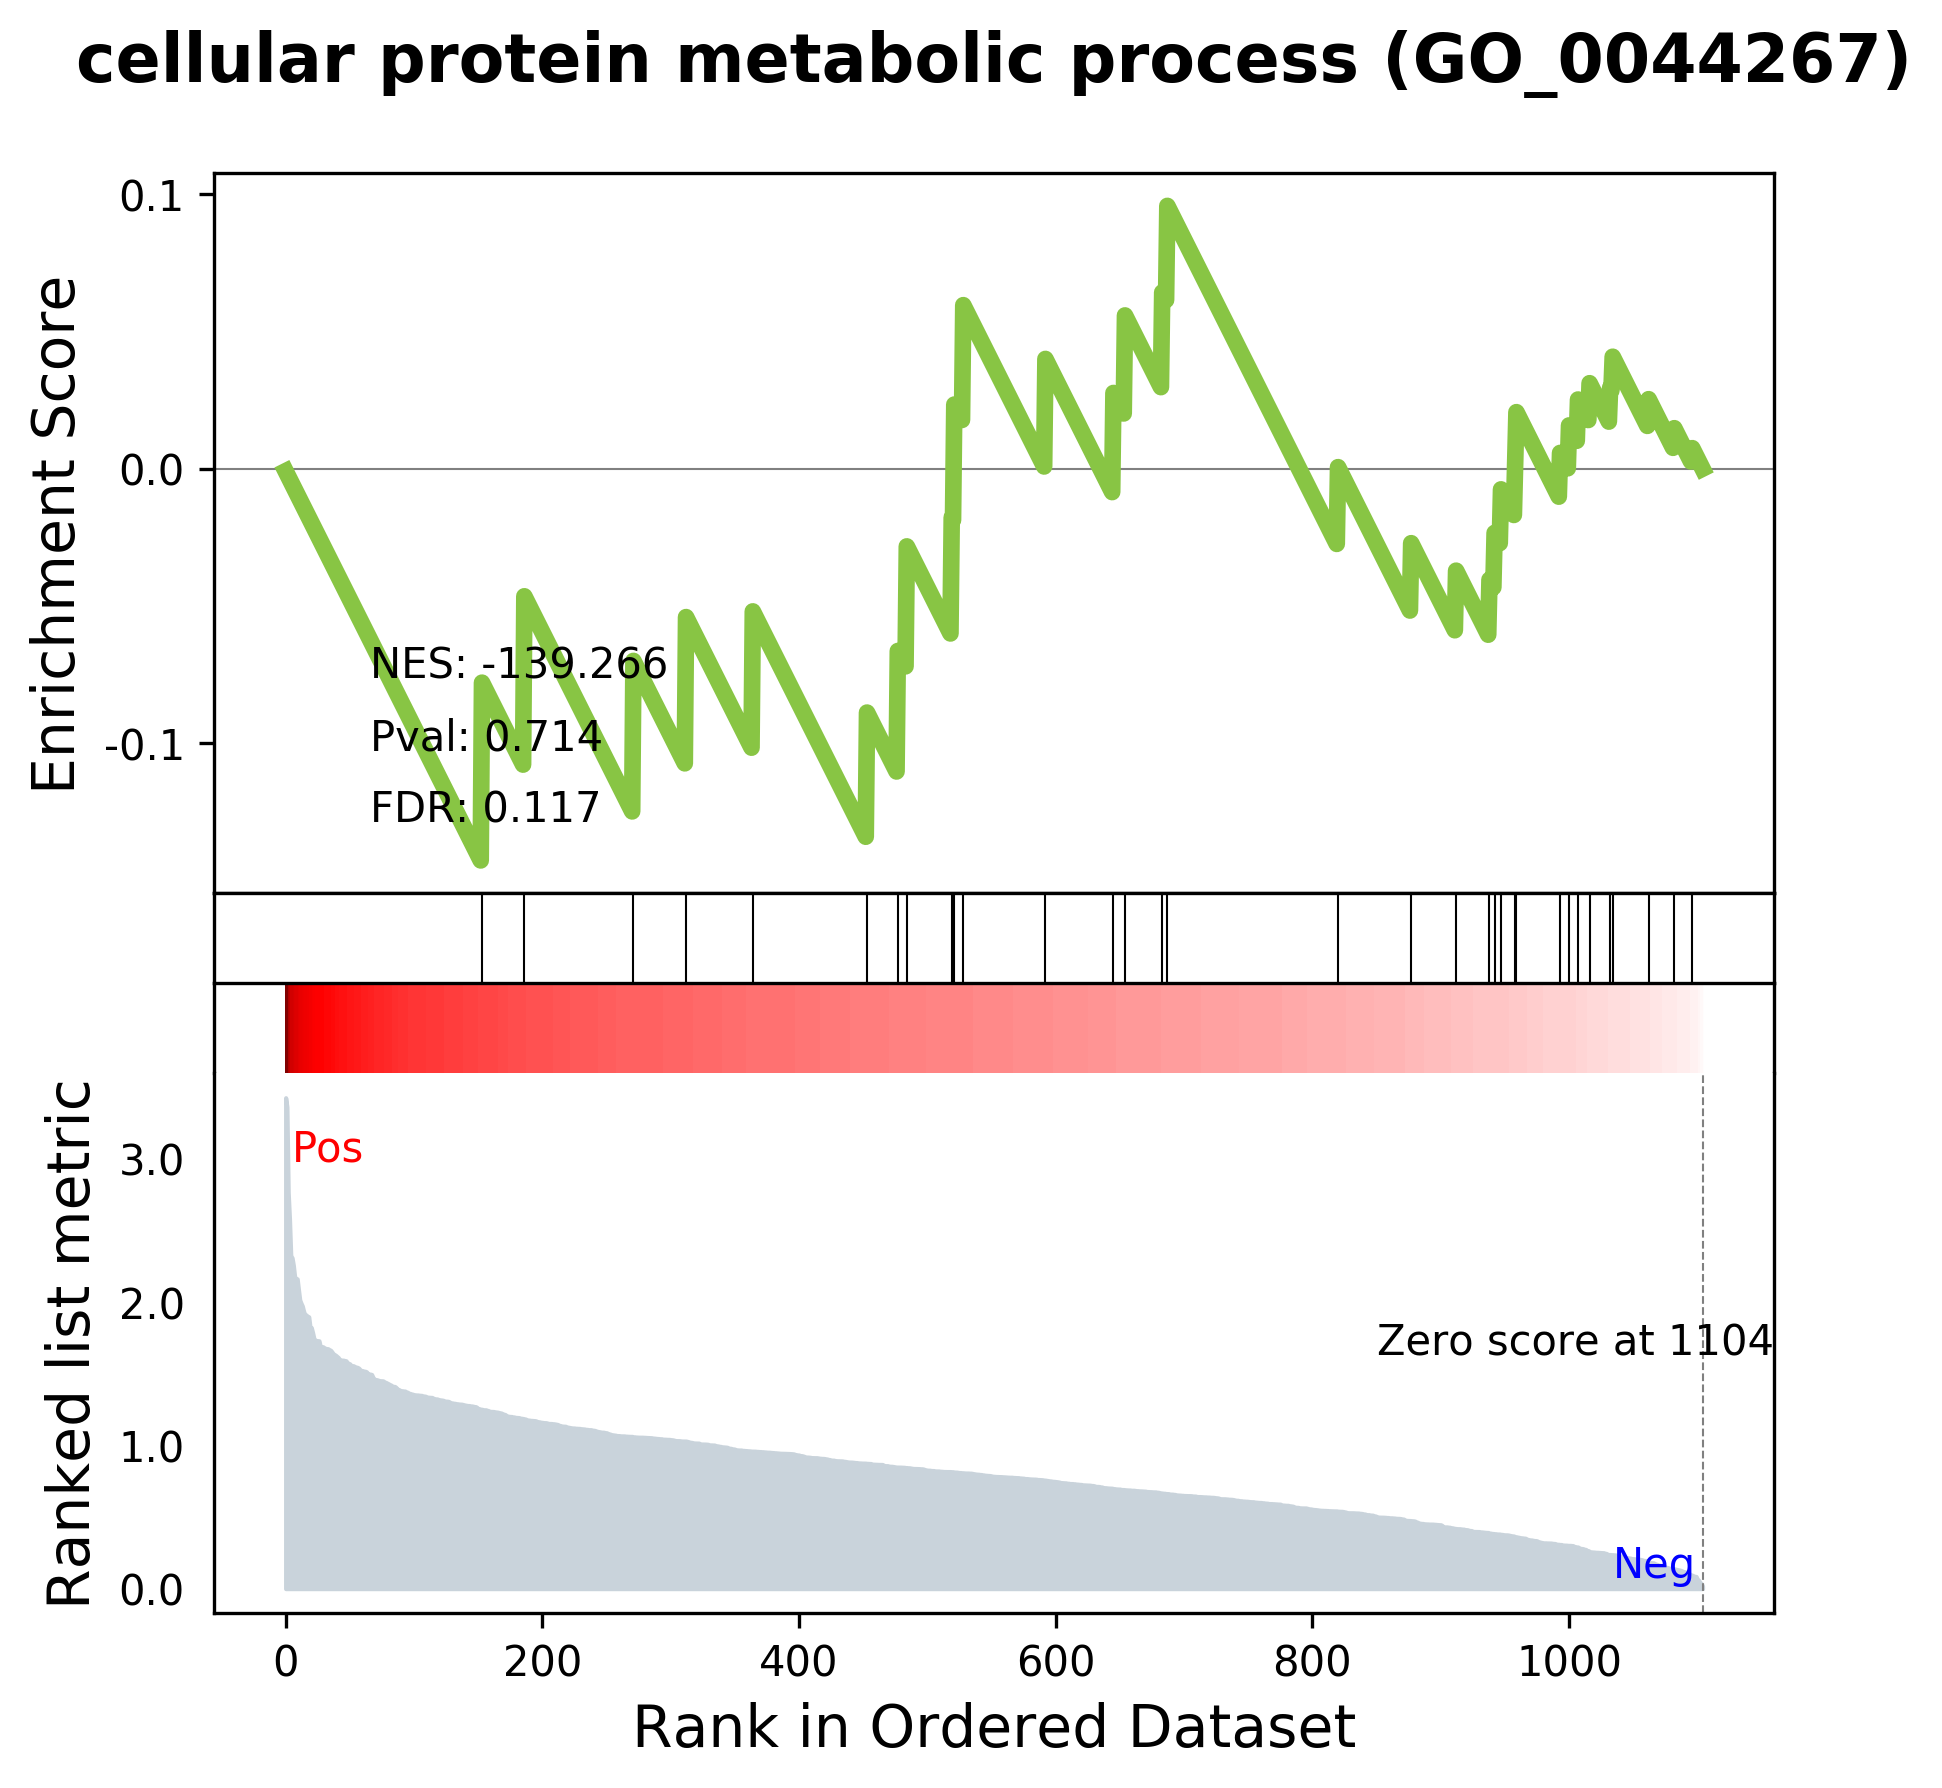 cellular protein metabolic process (GO_0044267)
Enrichment Score
0.1
0.0
-0.1
NES: -139.266
Pval: 0.714
FDR: 0.117
Ranked list metric
3.0
2.0
1.0
0.0
Pos
Zero score at 1104
Neg
0 200 400 600 800 1000
Rank in Ordered Dataset